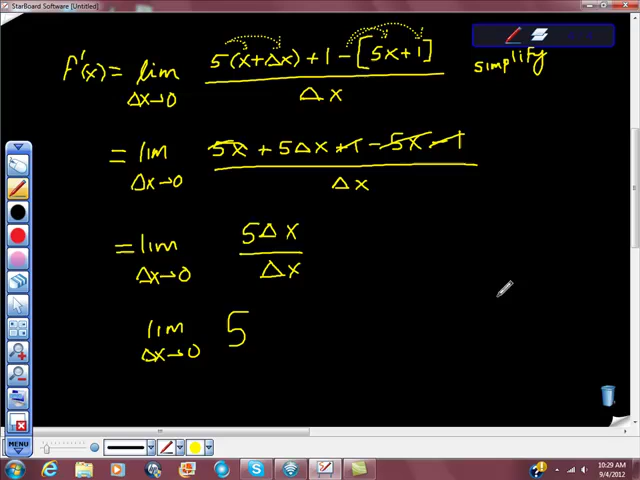 StarBoard Software [Untitled]
f'(x) = lim Δx→0 5(x+Δx) + 1 - [5x+1] / Δx
simplify
= lim Δx→0 5x + 5Δx + 1 - 5x - 1 / Δx
= lim Δx→0 5Δx / Δx
lim Δx→0 5
MENU
10:29 AM
9/4/2012